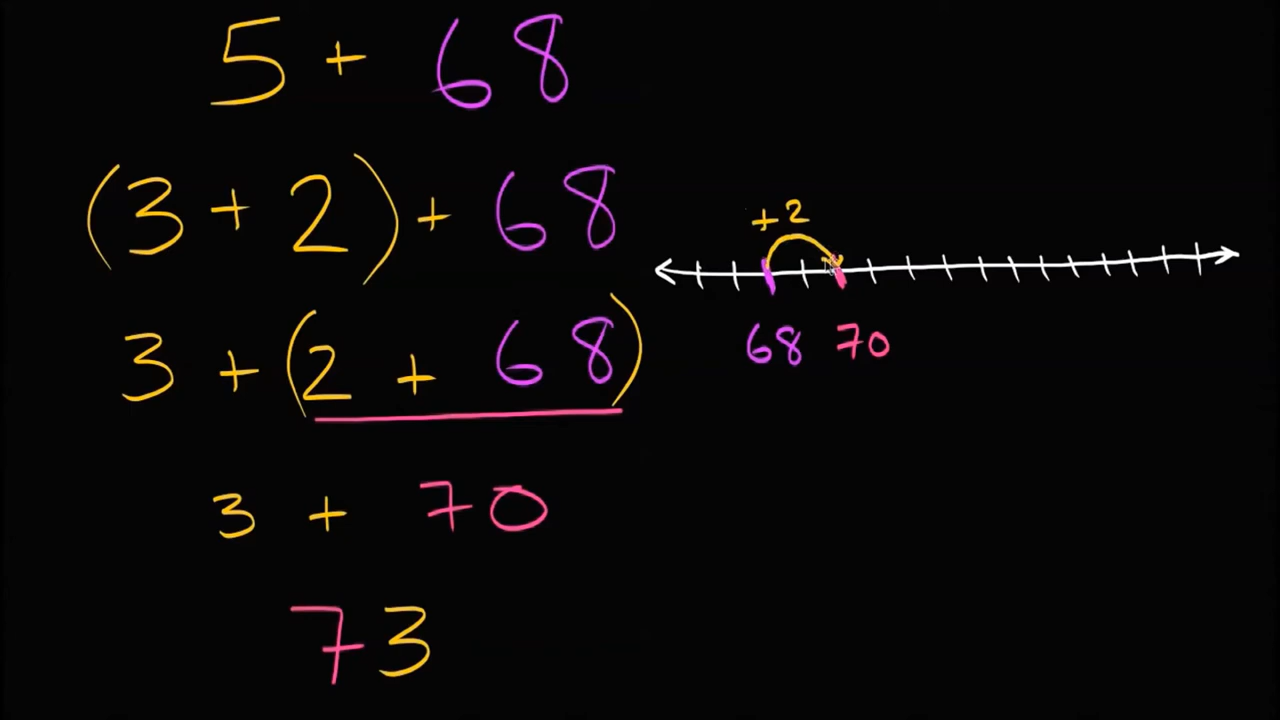 5 + 68
(3 + 2) + 68
3 + (2 + 68)
3 + 70
73
+2
68 70